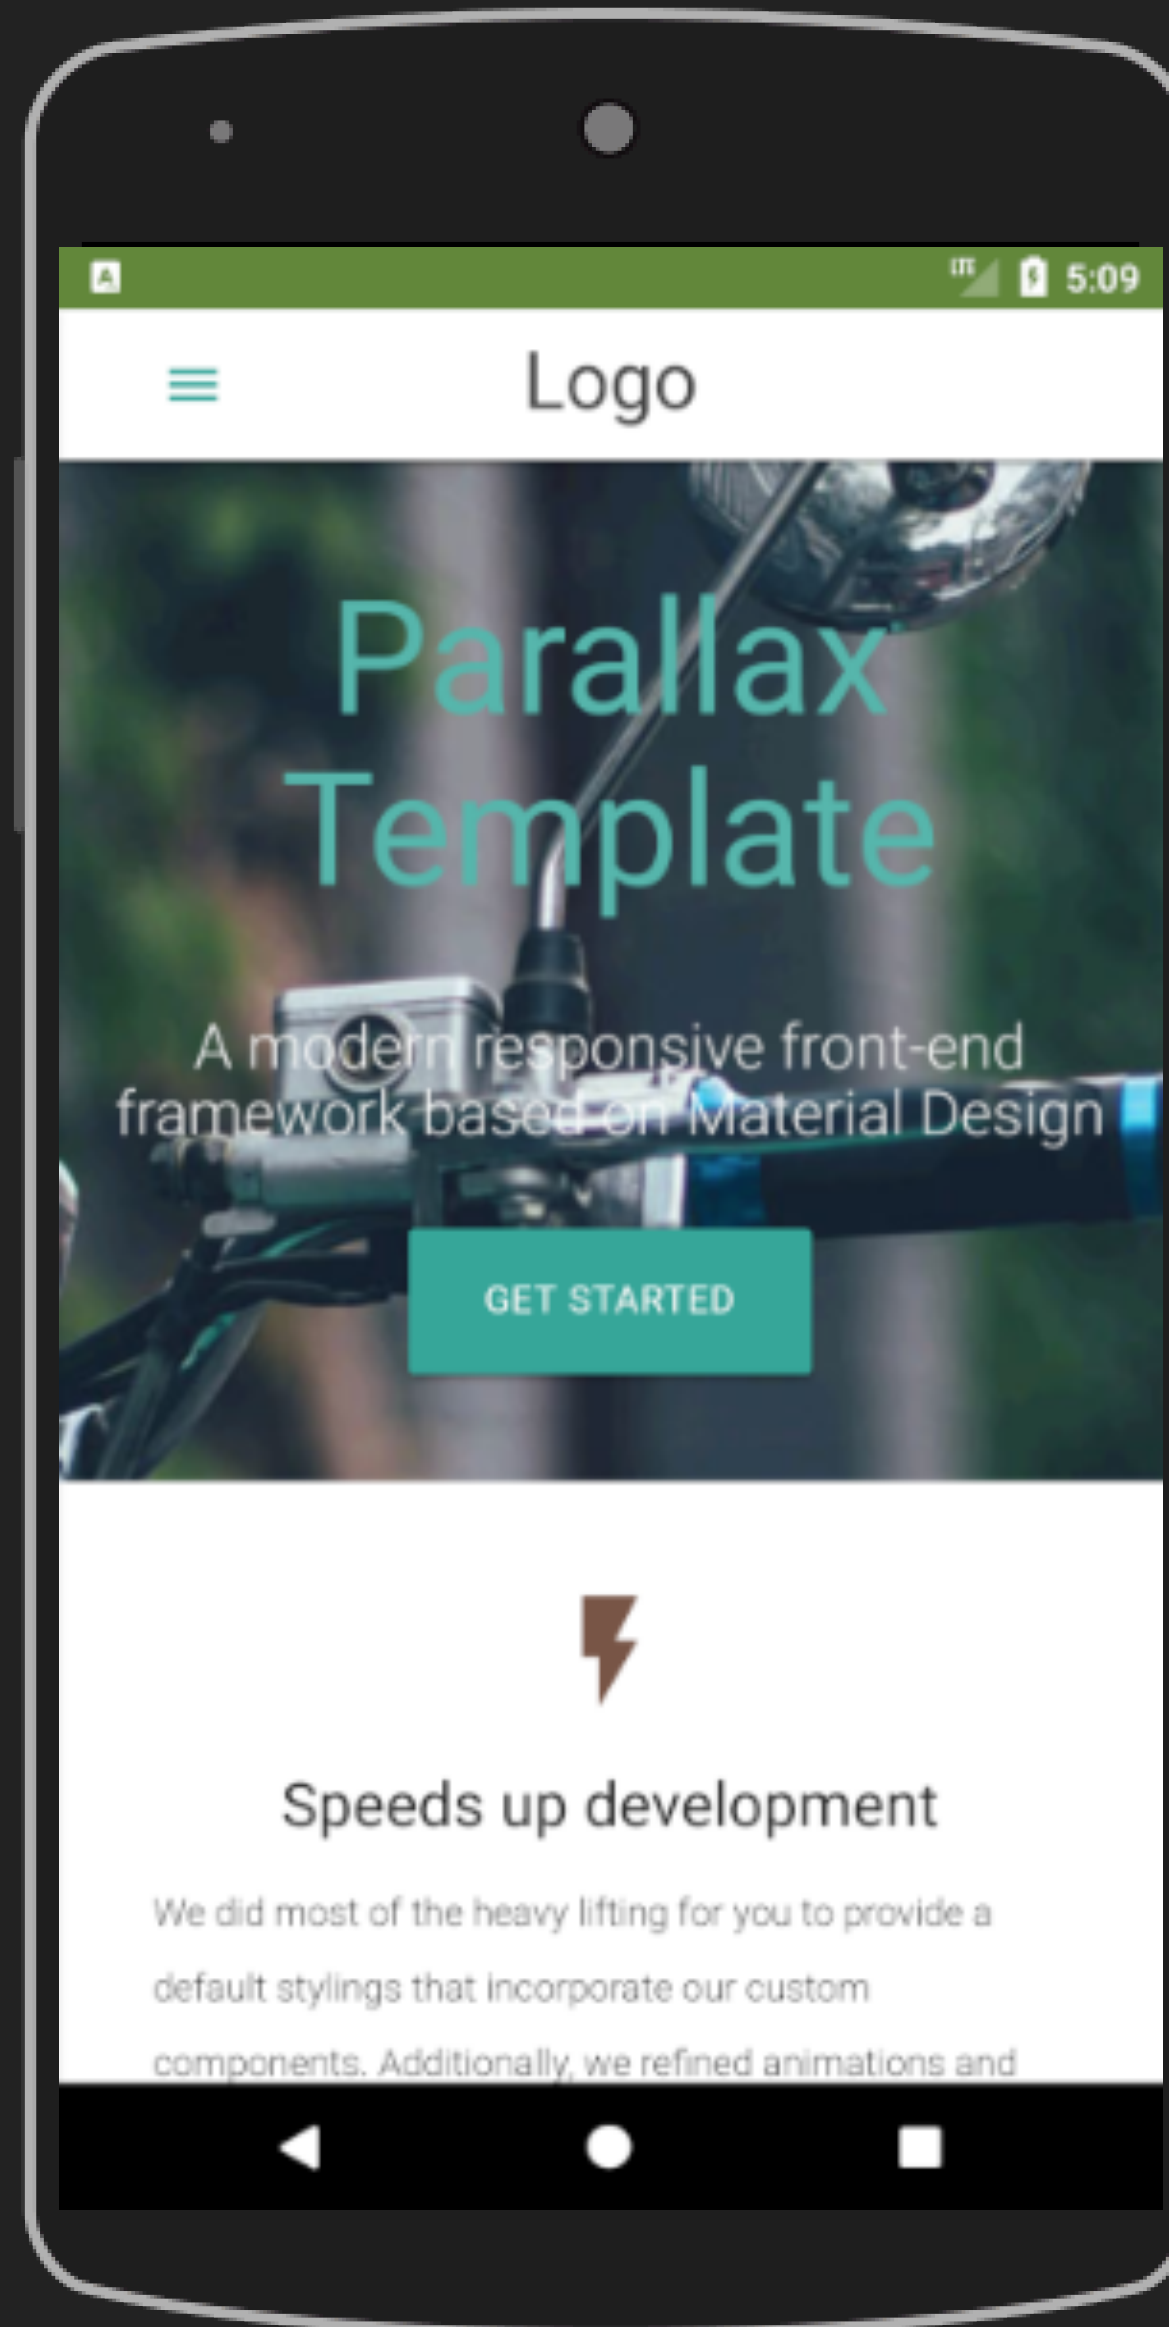 5:09
Logo
Parallax
Template
A modern responsive front-end
framework based on Material Design
GET STARTED
Speeds up development
We did most of the heavy lifting for you to provide a
default stylings that incorporate our custom
components. Additionally, we refined animations and